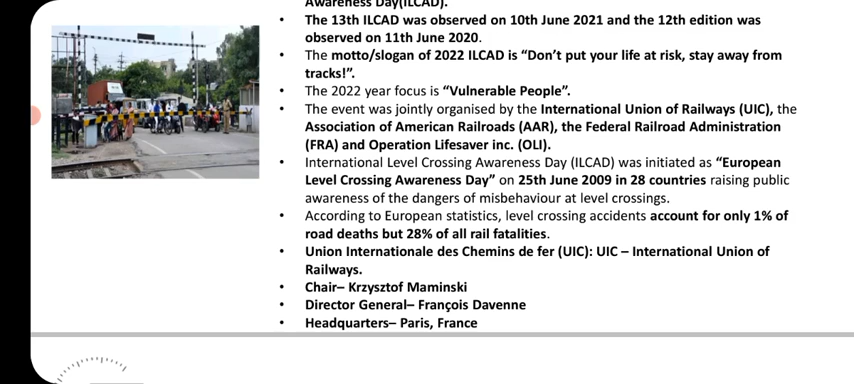 Awareness Day(ILCAD).
• The 13th ILCAD was observed on 10th June 2021 and the 12th edition was
observed on 11th June 2020.
• The motto/slogan of 2022 ILCAD is “Don’t put your life at risk, stay away from
tracks!”.
• The 2022 year focus is “Vulnerable People”.
• The event was jointly organised by the International Union of Railways (UIC), the
Association of American Railroads (AAR), the Federal Railroad Administration
(FRA) and Operation Lifesaver inc. (OLI).
• International Level Crossing Awareness Day (ILCAD) was initiated as “European
Level Crossing Awareness Day” on 25th June 2009 in 28 countries raising public
awareness of the dangers of misbehaviour at level crossings.
• According to European statistics, level crossing accidents account for only 1% of
road deaths but 28% of all rail fatalities.
• Union Internationale des Chemins de fer (UIC): UIC – International Union of
Railways.
• Chair– Krzysztof Maminski
• Director General– François Davenne
• Headquarters– Paris, France